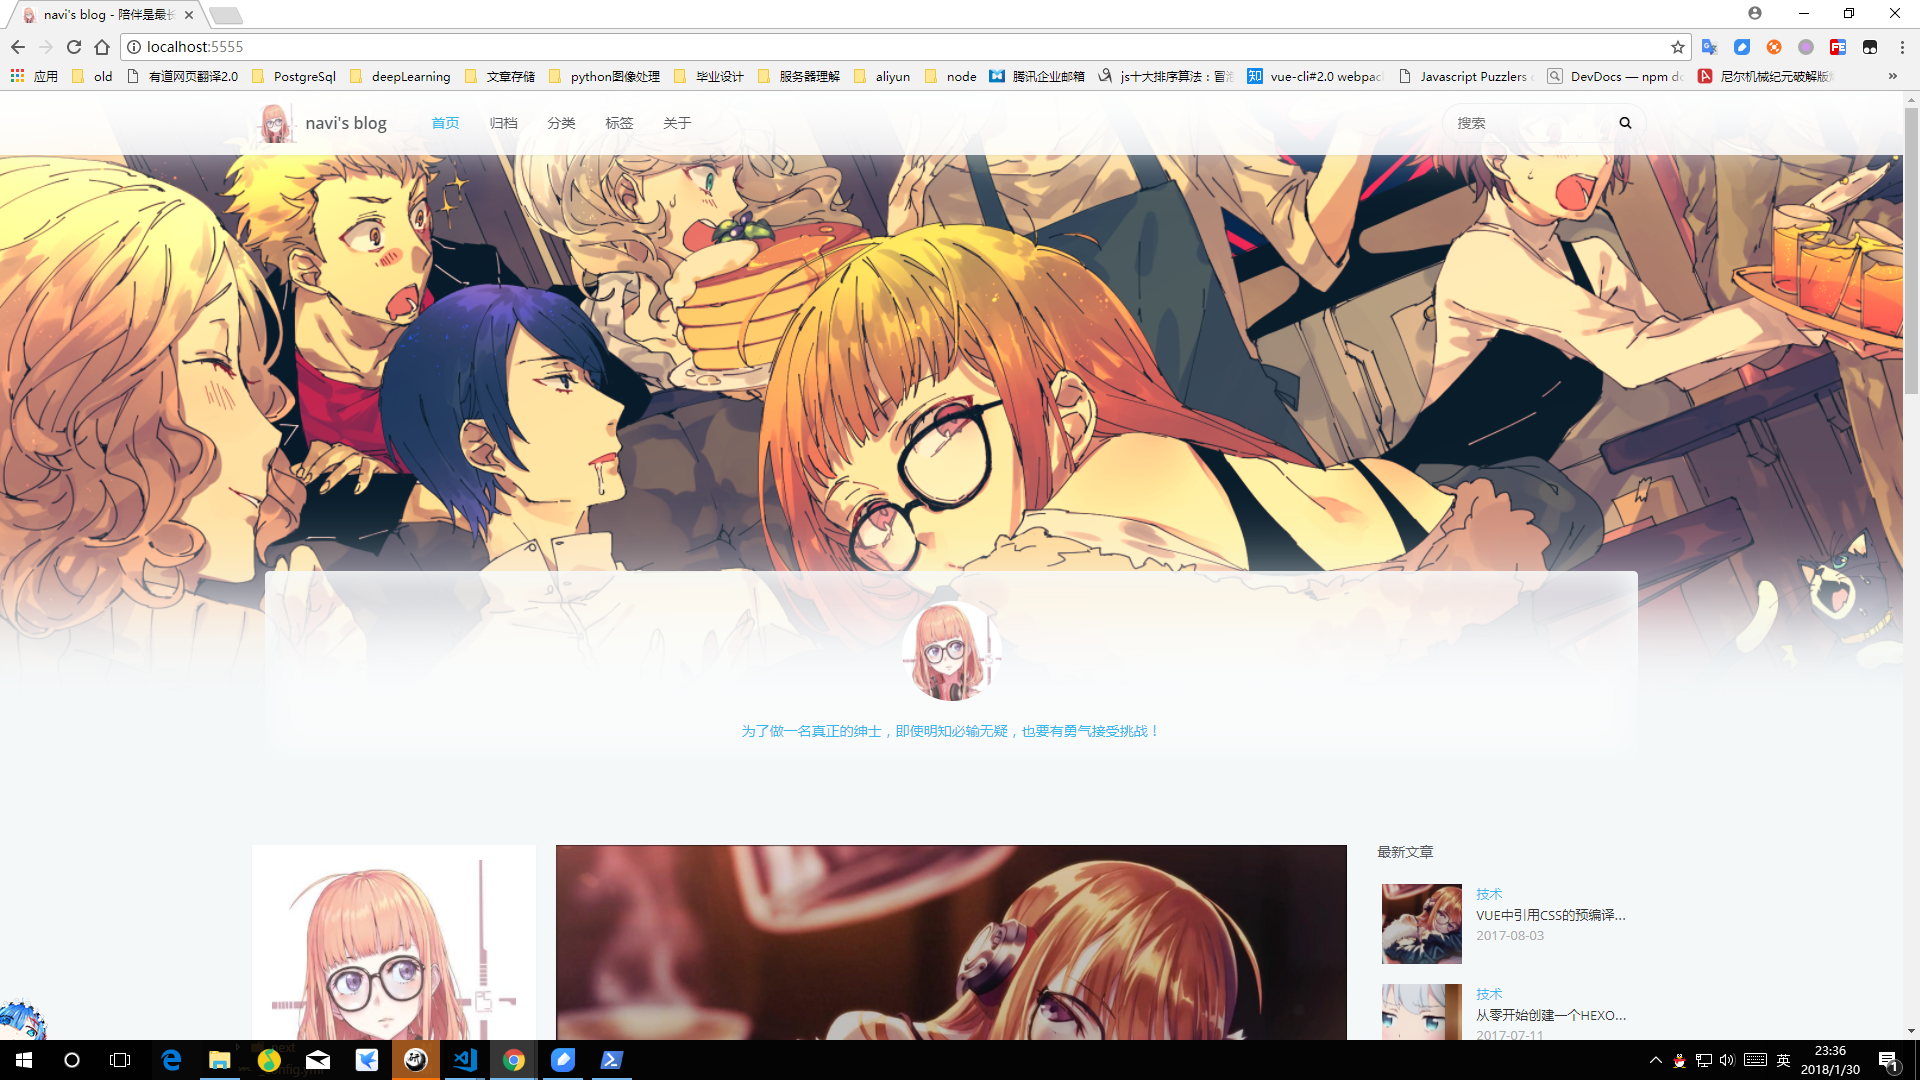 navi's blog - 陪伴是最长
localhost:5555
应用 old 有道网页翻译2.0 PostgreSql deepLearning 文章存储 python图像处理 毕业设计 服务器理解 aliyun node 腾讯企业邮箱 js十大排序算法：冒泡 vue-cli#2.0 webpac Javascript Puzzlers DevDocs — npm do 尼尔机械纪元破解版 »
navi's blog 首页 归档 分类 标签 关于 搜索
为了做一名真正的绅士，即使明知必输无疑，也要有勇气接受挑战！
最新文章
技术
VUE中引用CSS的预编译...
2017-08-03
技术
从零开始创建一个HEXO...
2017-07-11
P5
英
23:36
2018/1/30
1